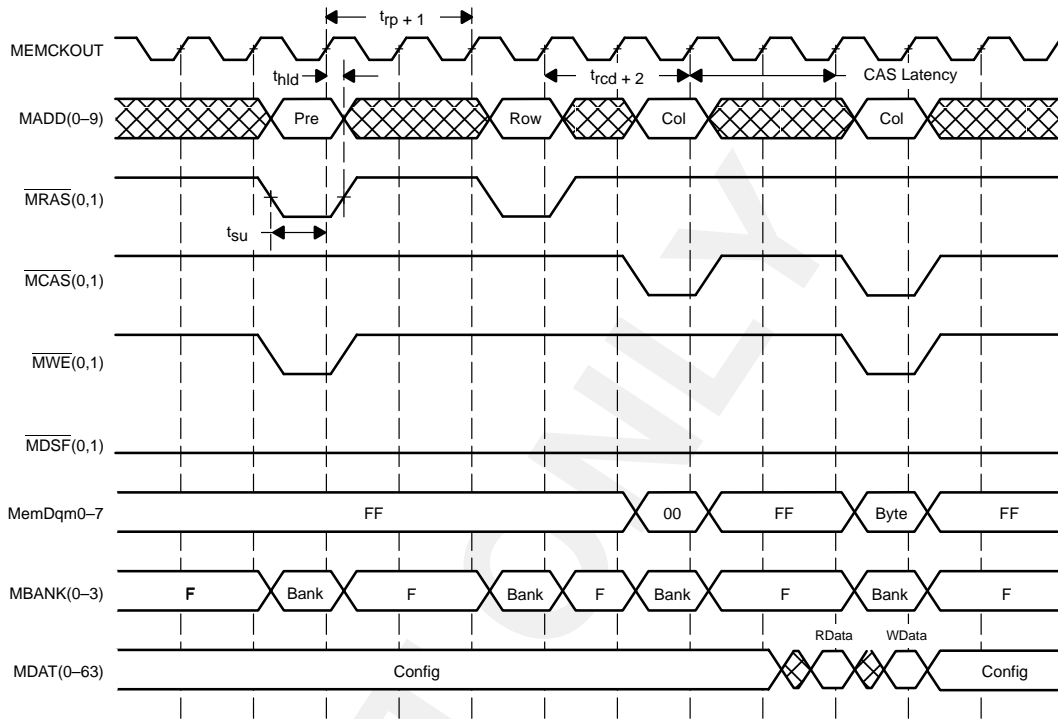 t_rp + 1
MEMCKOUT
t_hld
t_rcd + 2
CAS Latency
MADD(0–9)
Pre
Row
Col
Col
MRAS(0,1)
t_su
MCAS(0,1)
MWE(0,1)
MDSF(0,1)
MemDqm0–7
FF
00
FF
Byte
FF
MBANK(0–3)
F
Bank
F
Bank
F
Bank
F
Bank
F
RData
WData
MDAT(0–63)
Config
Config
ONLY